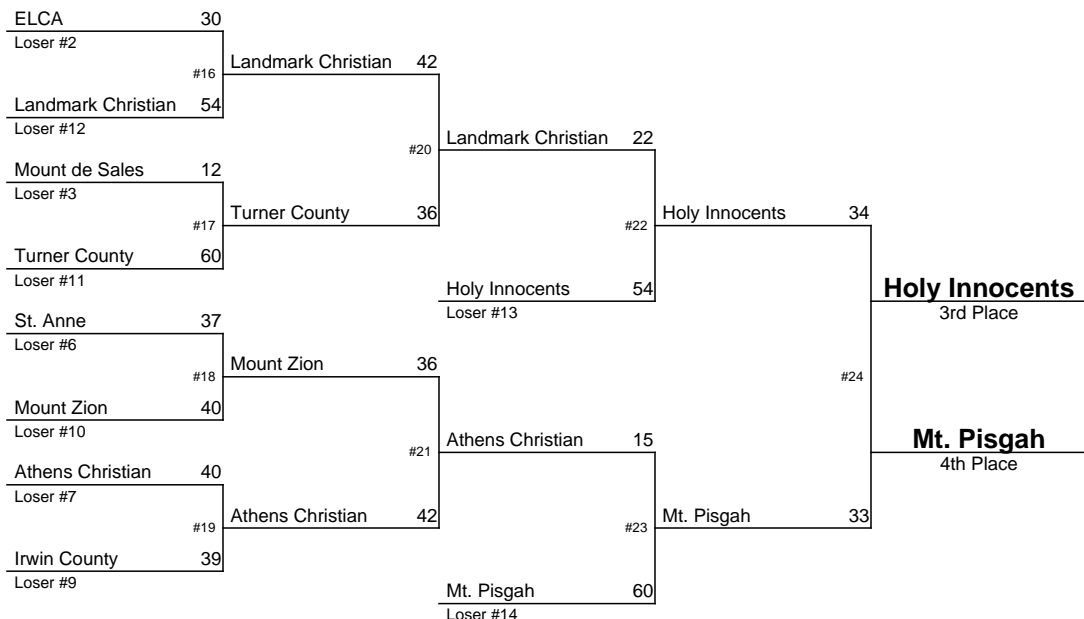 ELCA 30
Loser #2
#16 Landmark Christian 42
Landmark Christian 54
Loser #12
#20 Landmark Christian 22
Mount de Sales 12
Loser #3
#17 Turner County 36
#22 Holy Innocents 34
Turner County 60
Loser #11
Holy Innocents 54
Loser #13
Holy Innocents
3rd Place
St. Anne 37
Loser #6
#18 Mount Zion 36
#24
Mount Zion 40
Loser #10
#21 Athens Christian 15
Mt. Pisgah
4th Place
Athens Christian 40
Loser #7
#19 Athens Christian 42
#23 Mt. Pisgah 33
Irwin County 39
Loser #9
Mt. Pisgah 60
Loser #14